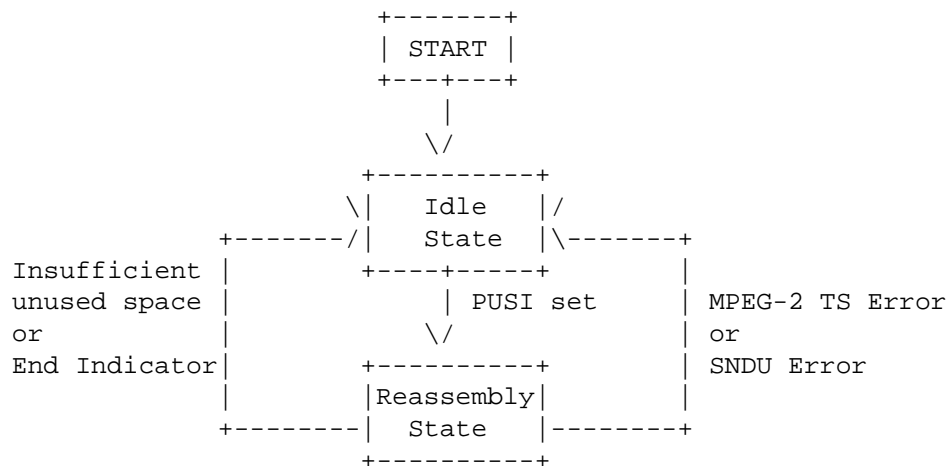 START
Idle
State
Insufficient
unused space
or
End Indicator
PUSI set
MPEG-2 TS Error
or
SNDU Error
Reassembly
State